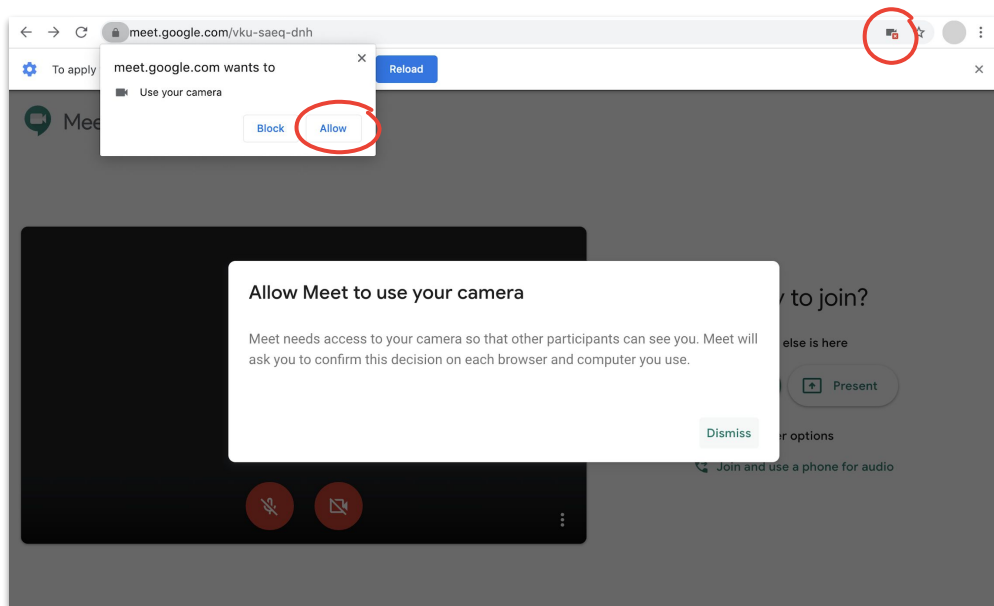 meet.google.com/vku-saeq-dnh
To apply
Reload
meet.google.com wants to
Use your camera
Block
Allow
Allow Meet to use your camera
Meet needs access to your camera so that other participants can see you. Meet will
ask you to confirm this decision on each browser and computer you use.
Dismiss
to join?
else is here
Present
options
Join and use a phone for audio